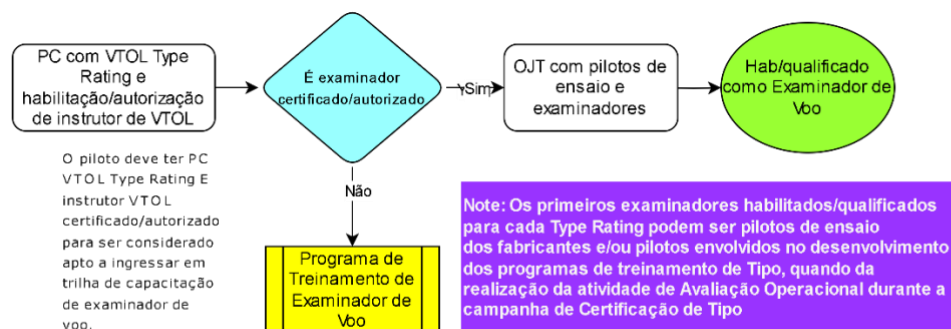 PC com VTOL Type
Rating e
habilitação/autorização
de instrutor de VTOL
É examinador
certificado/autorizado
Sim
OJT com pilotos de
ensaio e
examinadores
Hab/qualificado
como Examinador de
Voo
O piloto deve ter PC
VTOL Type Rating E
instrutor VTOL
certificado/autorizado
para ser considerado
apto a ingressar em
trilha de capacitação
de examinador de
voo.
Não
Programa de
Treinamento de
Examinador de
Voo
Note: Os primeiros examinadores habilitados/qualificados
para cada Type Rating podem ser pilotos de ensaio
dos fabricantes e/ou pilotos envolvidos no desenvolvimento
dos programas de treinamento de Tipo, quando da
realização da atividade de Avaliação Operacional durante a
campanha de Certificação de Tipo